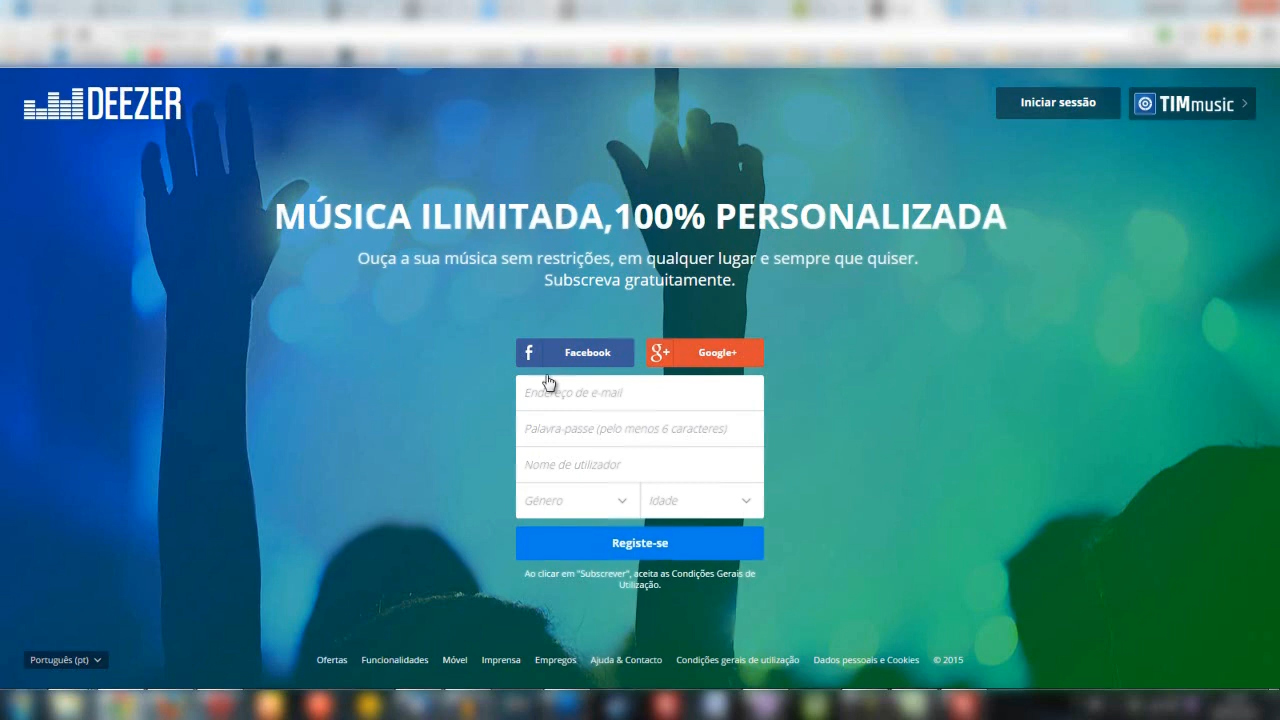 DEEZER
Iniciar sessão
TIMmusic
MÚSICA ILIMITADA,100% PERSONALIZADA
Ouça a sua música sem restrições, em qualquer lugar e sempre que quiser.
Subscreva gratuitamente.
f Facebook
g+ Google+
Endereço de e-mail
Palavra-passe (pelo menos 6 caracteres)
Nome de utilizador
Género Idade
Registe-se
Ao clicar em "Subscrever", aceita as Condições Gerais de
Utilização.
Português (pt) Ofertas Funcionalidades Móvel Imprensa Empregos Ajuda & Contacto Condições gerais de utilização Dados pessoais e Cookies © 2015